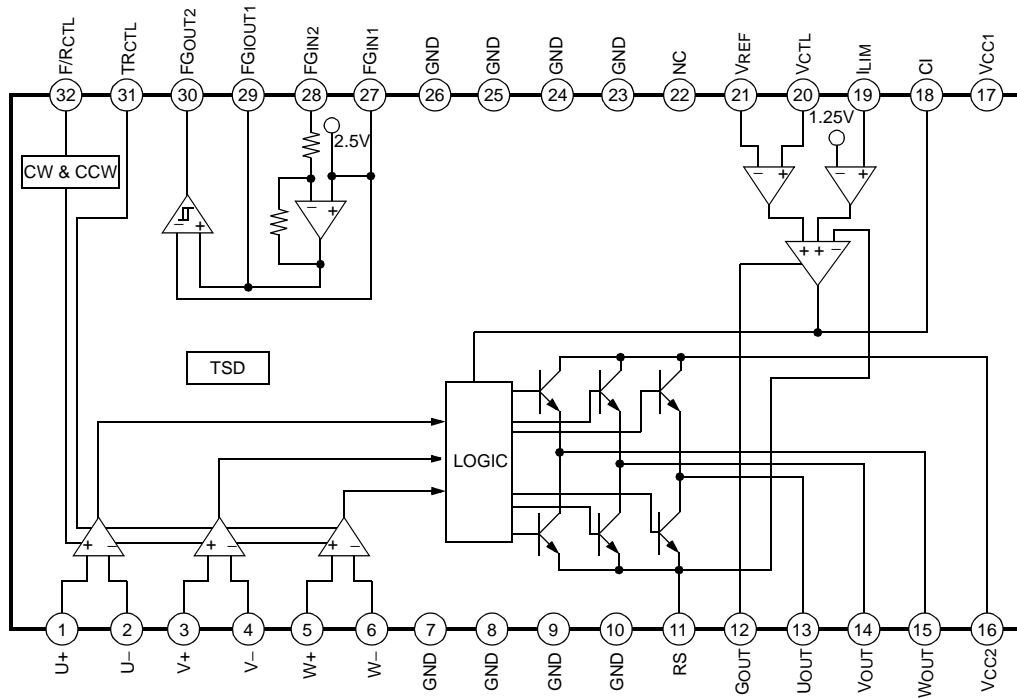 F/RCTL TRCTL FGOUT2 FGIOUT1 FGIN2 FGIN1 GND GND GND GND NC VREF VCTL ILIM CI VCC1
32 31 30 29 28 27 26 25 24 23 22 21 20 19 18 17
2.5V 1.25V
CW & CCW
− + − + − +
− +
+ + −
TSD
LOGIC
+ − + − + −
1 2 3 4 5 6 7 8 9 10 11 12 13 14 15 16
U+ U− V+ V− W+ W− GND GND GND GND RS GOUT UOUT VOUT WOUT VCC2